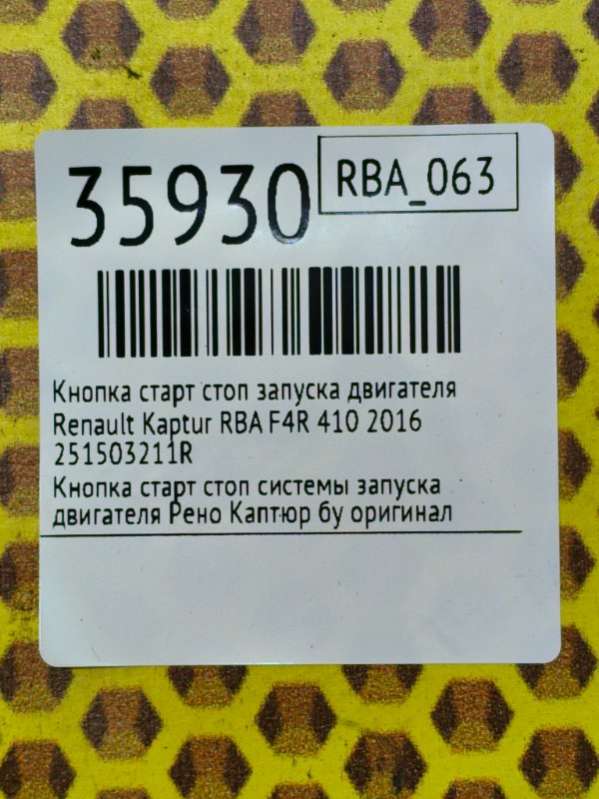 35930
RBA_063
Кнопка старт стоп запуска двигателя
Renault Kaptur RBA F4R 410 2016
251503211R
Кнопка старт стоп системы запуска
двигателя Рено Каптюр бу оригинал